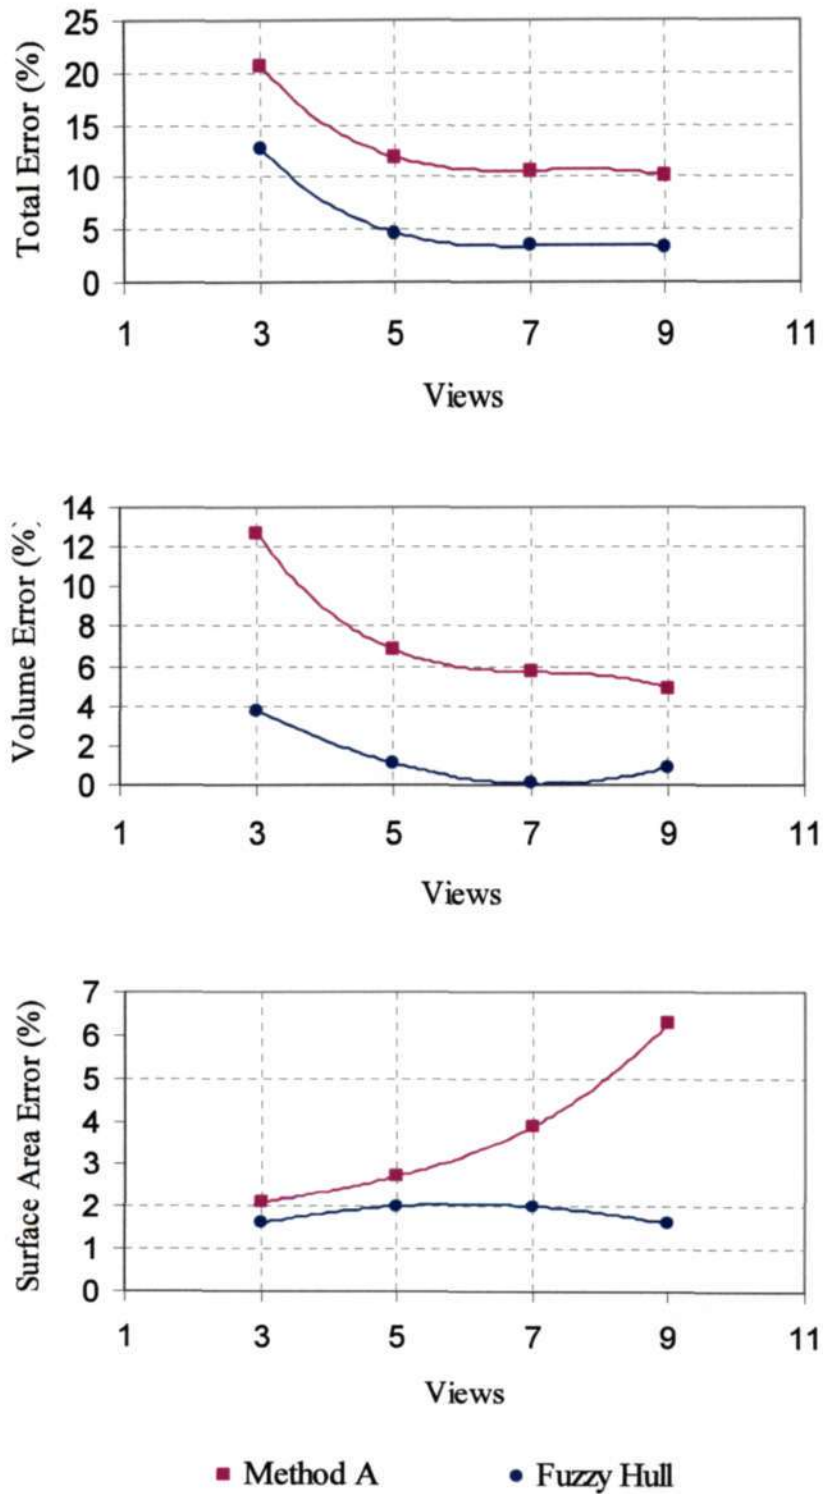 Total Error (%)
25
20
15
10
5
0
1 3 5 7 9 11
Views
Volume Error (%)
14
12
10
8
6
4
2
0
1 3 5 7 9 11
Views
Surface Area Error (%)
7
6
5
4
3
2
1
0
1 3 5 7 9 11
Views
Method A Fuzzy Hull